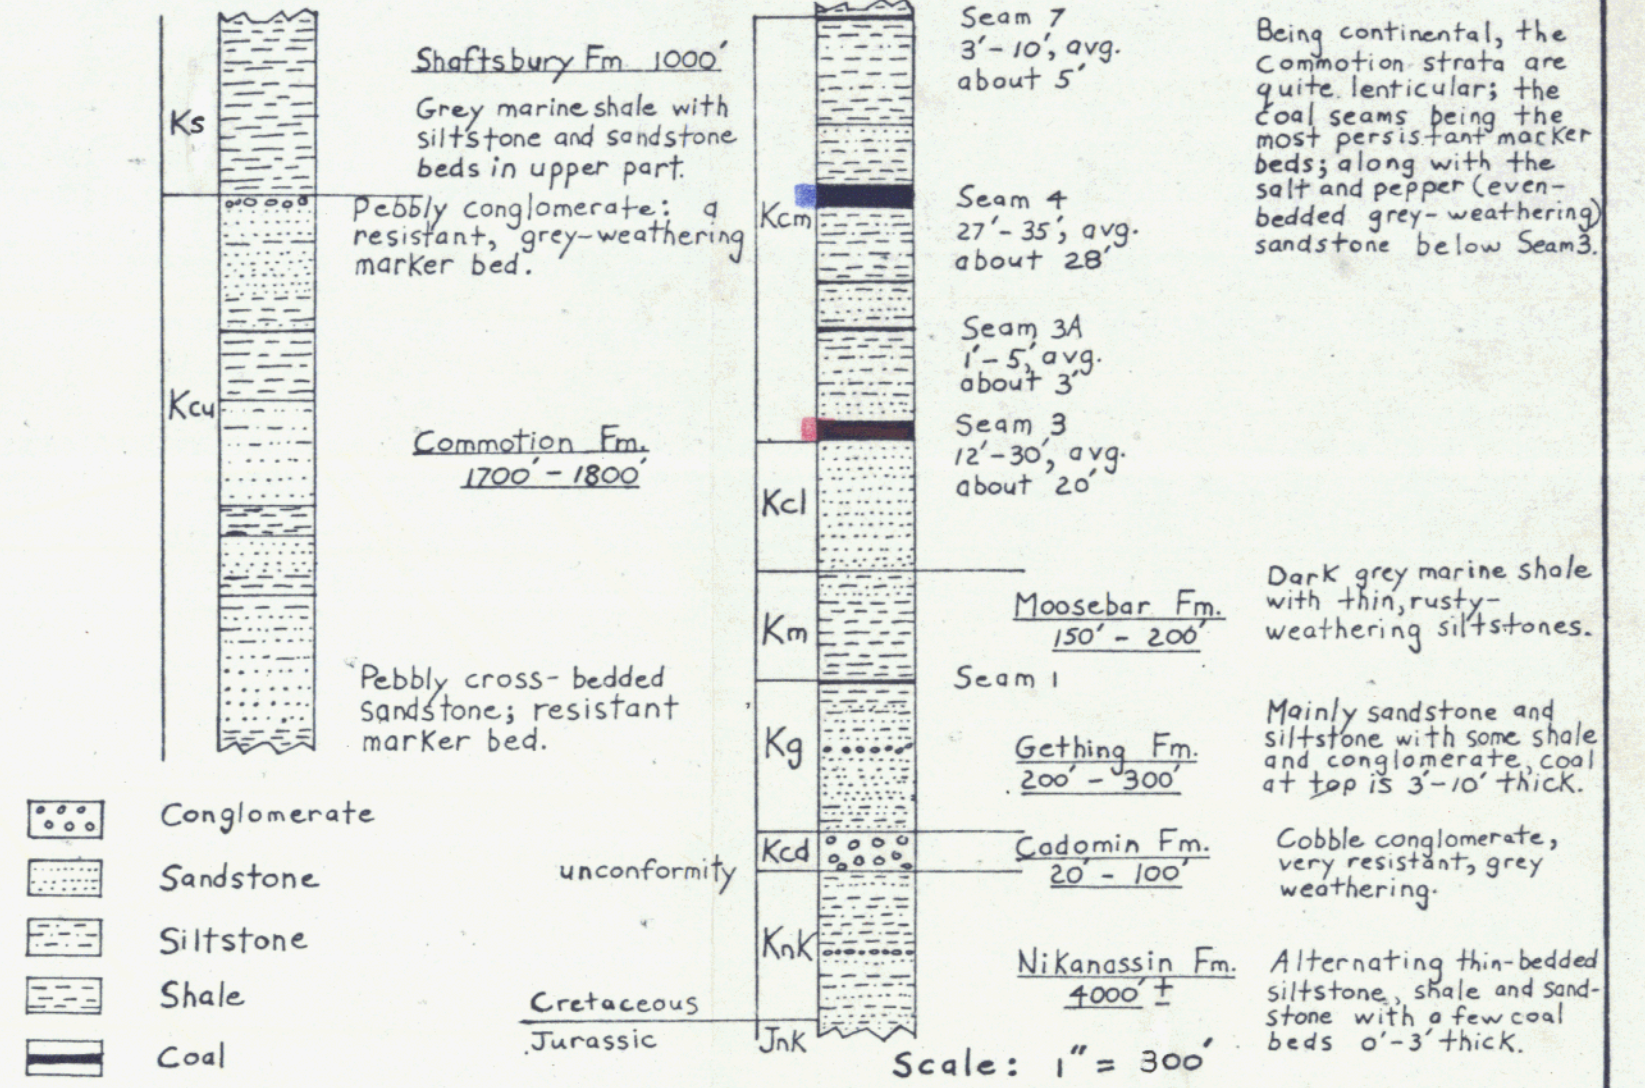 Ks
Shaftsbury Fm 1000'
Grey marine shale with
siltstone and sandstone
beds in upper part.
Pebbly conglomerate: a
resistant, grey-weathering
marker bed.
Kcu
Commotion Fm.
1700' - 1800'
Pebbly cross-bedded
sandstone; resistant
marker bed.
Conglomerate
Sandstone
Siltstone
Shale
Coal
Kcm
Seam 7
3'-10', avg.
about 5'
Seam 4
27'-35', avg.
about 28'
Seam 3A
1'-5', avg.
about 3'
Seam 3
12'-30', avg.
about 20'
Being continental, the
Commotion strata are
quite lenticular; the
coal seams being the
most persistant macker
beds; along with the
salt and pepper (even-
bedded grey-weathering)
sandstone below Seam3.
Kcl
Km
Moosebar Fm.
150' - 200'
Dark grey marine shale
with thin, rusty-
weathering siltstones.
Seam 1
Kg
Gething Fm.
200' - 300'
Mainly sandstone and
siltstone with some shale
and conglomerate, coal
at top is 3'-10' thick.
unconformity
Kcd
Cadomin Fm.
20' - 100'
Cobble conglomerate,
very resistant, grey
weathering.
KnK
Nikanassin Fm.
4000' ±
Alternating thin-bedded
siltstone, shale and sand-
stone with a few coal
beds 0'-3' thick.
Cretaceous
Jurassic
JnK
Scale: 1" = 300'